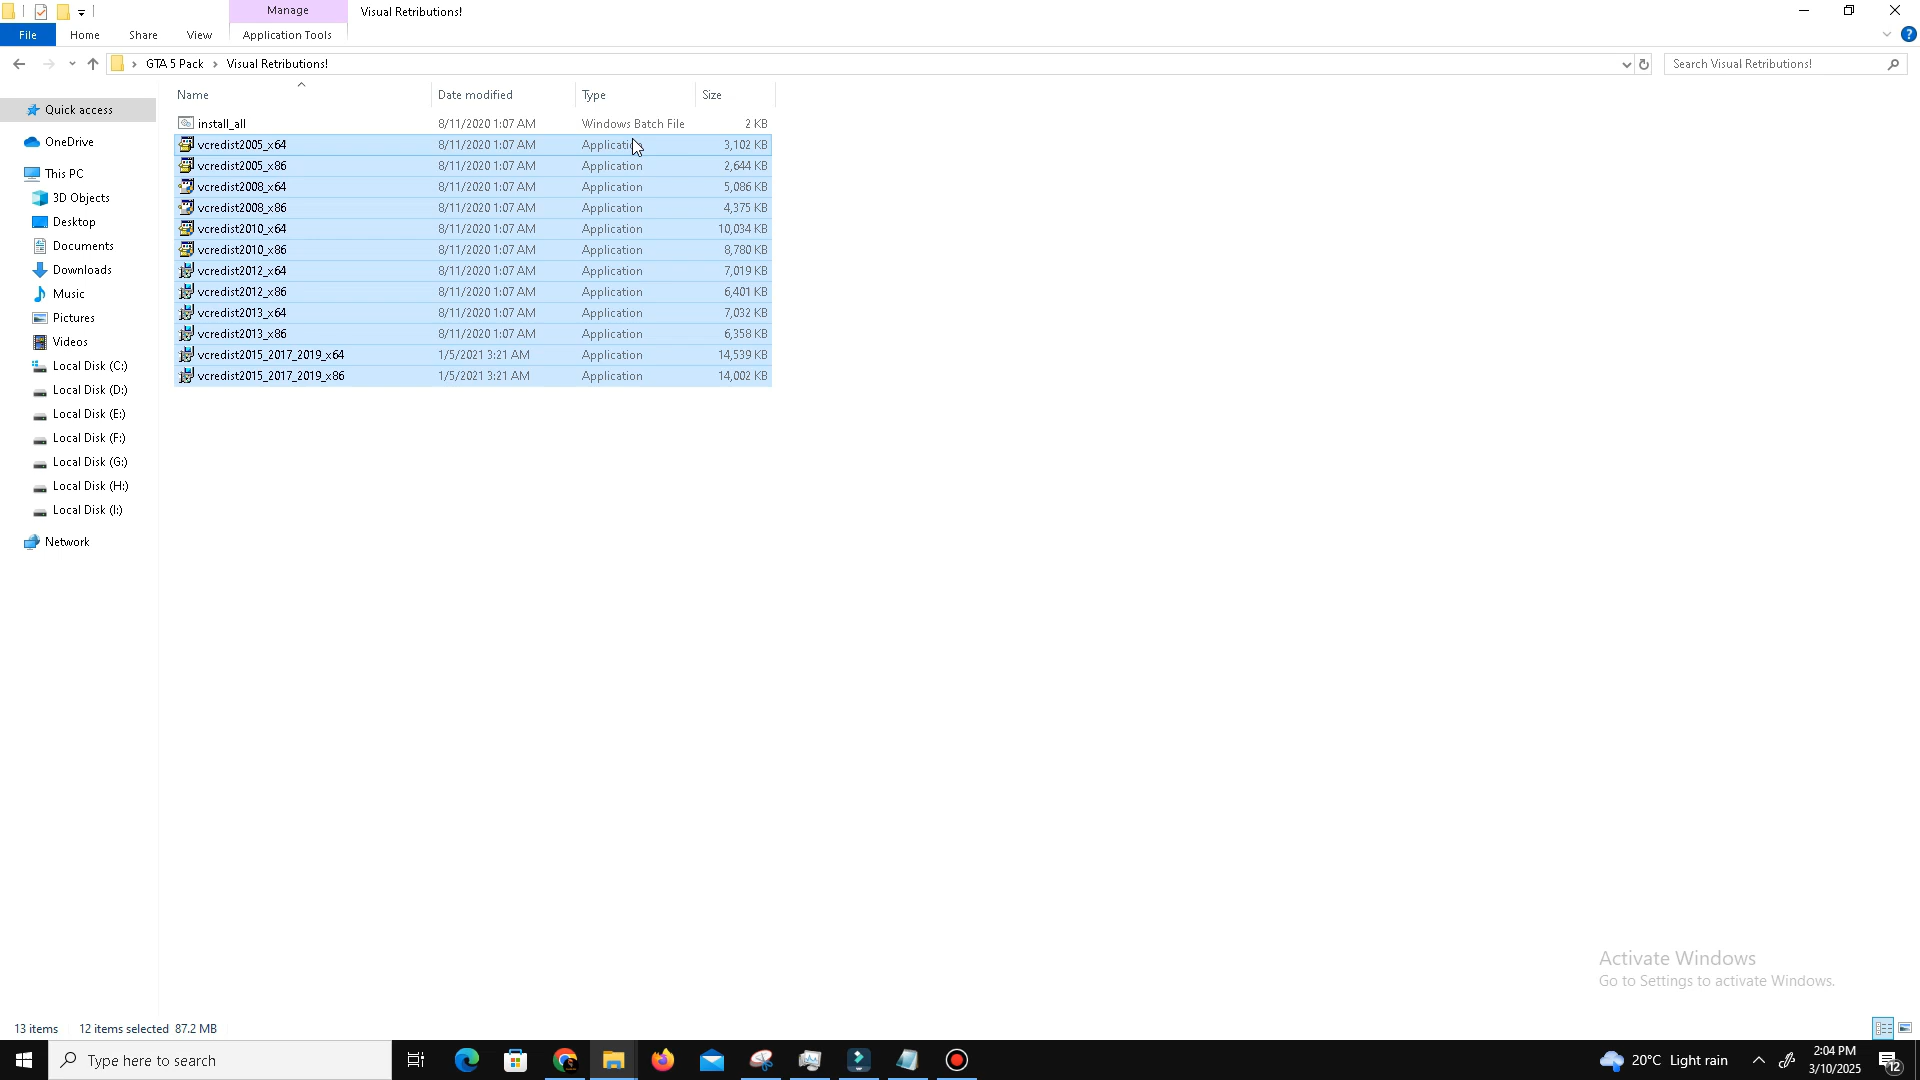 Manage
Visual Retributions!
File
Home
Share
View
Application Tools
GTA 5 Pack > Visual Retributions!
Search Visual Retributions!
Name
Date modified
Type
Size
install_all 8/11/2020 1:07 AM Windows Batch File 2 KB
vcredist2005_x64 8/11/2020 1:07 AM Application 3,102 KB
vcredist2005_x86 8/11/2020 1:07 AM Application 2,644 KB
vcredist2008_x64 8/11/2020 1:07 AM Application 5,086 KB
vcredist2008_x86 8/11/2020 1:07 AM Application 4,375 KB
vcredist2010_x64 8/11/2020 1:07 AM Application 10,034 KB
vcredist2010_x86 8/11/2020 1:07 AM Application 8,780 KB
vcredist2012_x64 8/11/2020 1:07 AM Application 7,019 KB
vcredist2012_x86 8/11/2020 1:07 AM Application 6,401 KB
vcredist2013_x64 8/11/2020 1:07 AM Application 7,032 KB
vcredist2013_x86 8/11/2020 1:07 AM Application 6,358 KB
vcredist2015_2017_2019_x64 1/5/2021 3:21 AM Application 14,539 KB
vcredist2015_2017_2019_x86 1/5/2021 3:21 AM Application 14,002 KB
Quick access
OneDrive
This PC
3D Objects
Desktop
Documents
Downloads
Music
Pictures
Videos
Local Disk (C:)
Local Disk (D:)
Local Disk (E:)
Local Disk (F:)
Local Disk (G:)
Local Disk (H:)
Local Disk (I:)
Network
Activate Windows
Go to Settings to activate Windows.
13 items 12 items selected 87.2 MB
Type here to search
20°C Light rain
2:04 PM
3/10/2025
12